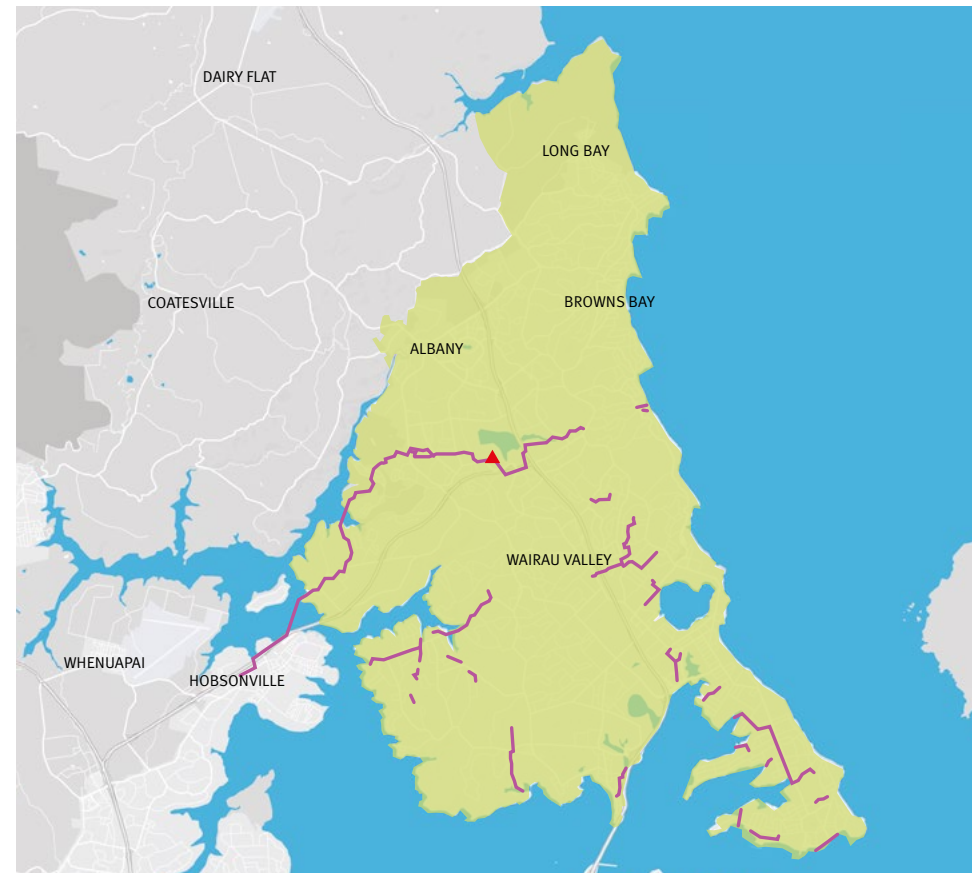 DAIRY FLAT
LONG BAY
COATESVILLE
BROWNS BAY
ALBANY
WAIRAU VALLEY
WHENUAPAI
HOBSONVILLE